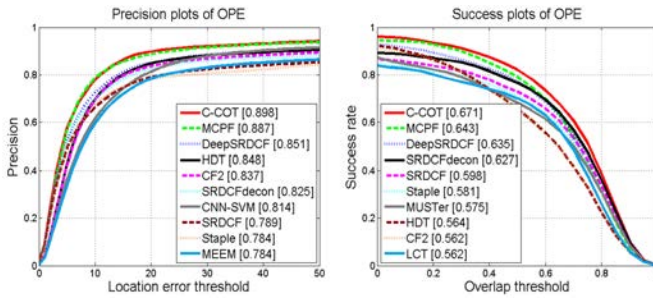 Precision plots of OPE
Precision
1
0.8
0.6
0.4
0.2
0
C-COT [0.898]
MCPF [0.887]
DeepSRDCF [0.851]
HDT [0.848]
CF2 [0.837]
SRDCFdecon [0.825]
CNN-SVM [0.814]
SRDCF [0.789]
Staple [0.784]
MEEM [0.784]
0 10 20 30 40 50
Location error threshold
Success plots of OPE
Success rate
1
0.8
0.6
0.4
0.2
0
C-COT [0.671]
MCPF [0.643]
DeepSRDCF [0.635]
SRDCFdecon [0.627]
SRDCF [0.598]
Staple [0.581]
MUSTer [0.575]
HDT [0.564]
CF2 [0.562]
LCT [0.562]
0 0.2 0.4 0.6 0.8
Overlap threshold